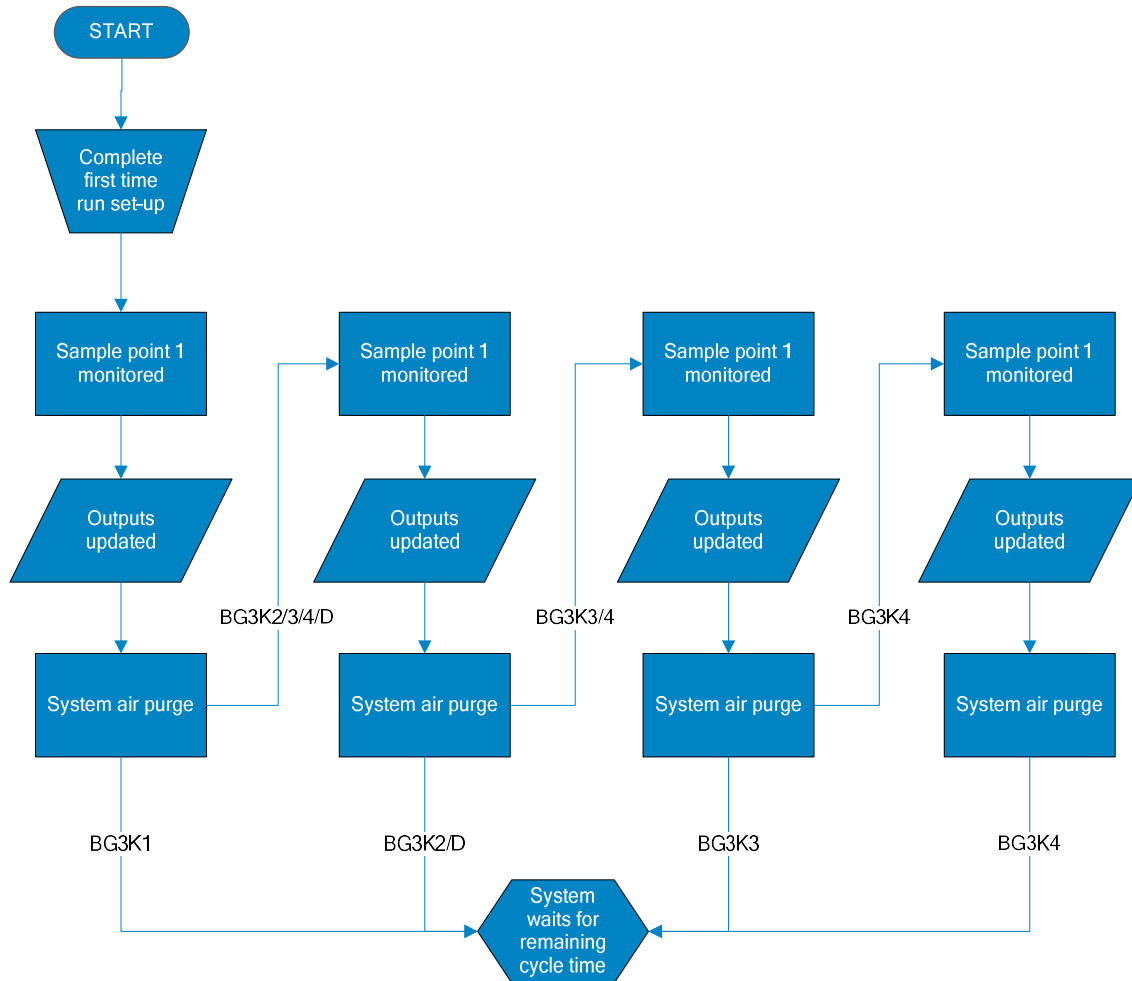 START
Complete
first time
run set-up
Sample point 1
monitored
Sample point 1
monitored
Sample point 1
monitored
Sample point 1
monitored
Outputs
updated
Outputs
updated
Outputs
updated
Outputs
updated
BG3K2/3/4/D
BG3K3/4
BG3K4
System air purge
System air purge
System air purge
System air purge
BG3K1
BG3K2/D
BG3K3
BG3K4
System
waits for
remaining
cycle time